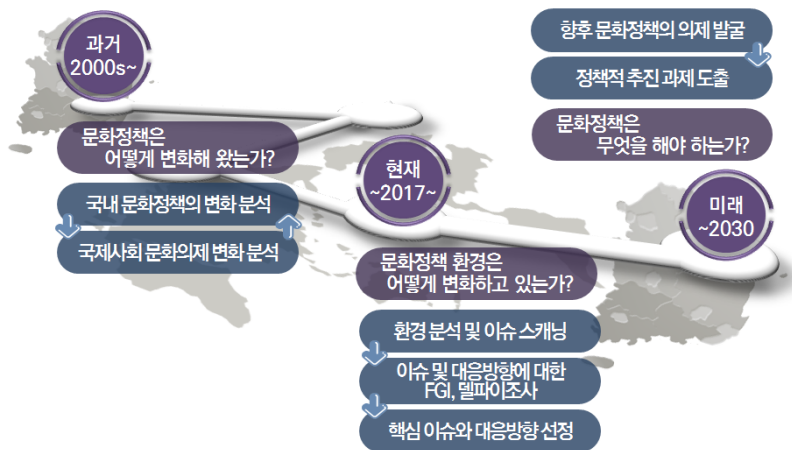 과거
2000s~
문화정책은
어떻게 변화해 왔는가?
국내 문화정책의 변화 분석
국제사회 문화의제 변화 분석
현재
~2017~
문화정책 환경은
어떻게 변화하고 있는가?
환경 분석 및 이슈 스캐닝
이슈 및 대응방향에 대한
FGI, 델파이조사
핵심 이슈와 대응방향 선정
향후 문화정책의 의제 발굴
정책적 추진 과제 도출
문화정책은
무엇을 해야 하는가?
미래
~2030